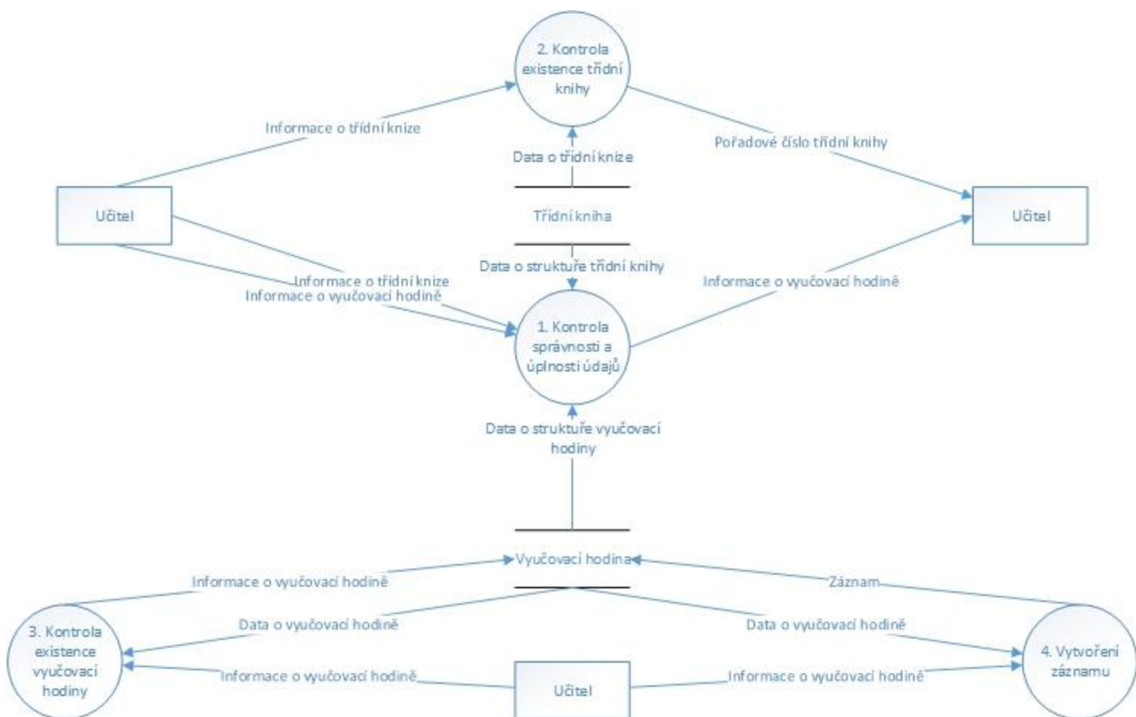 2. Kontrola
existence třídní
knihy
Informace o třídní knize
Pořadové číslo třídní knihy
Data o třídní knize
Učitel
Třídní kniha
Učitel
Data o struktuře třídní knihy
Informace o třídní knize
Informace o vyučovací hodině
Informace o vyučovací hodině
1. Kontrola
správnosti a
úplnosti údajů
Data o struktuře vyučovací
hodiny
Vyučovací hodina
Informace o vyučovací hodině
Záznam
Data o vyučovací hodině
Data o vyučovací hodině
3. Kontrola
existence
vyučovací
hodiny
4. Vytvoření
záznamu
Informace o vyučovací hodině
Učitel
Informace o vyučovací hodině